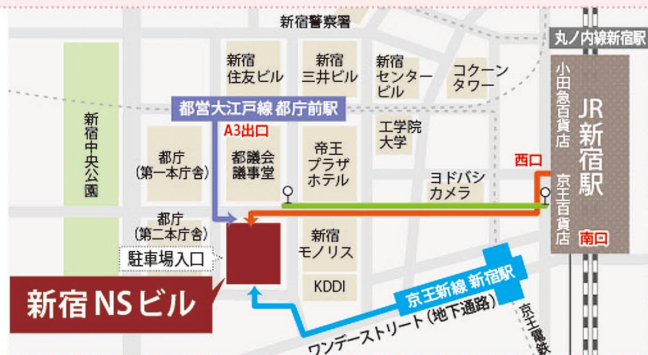 新宿警察署
丸ノ内線新宿駅
新宿
住友ビル
新宿
三井ビル
新宿
センター
ビル
コクーン
タワー
小田急百貨店
JR新宿駅
都営大江戸線 都庁前駅
A3出口
新宿中央公園
都庁
(第一本庁舎)
都議会
議事堂
帝王
プラザ
ホテル
工学院
大学
西口
ヨドバシ
カメラ
京王百貨店
南口
都庁
(第二本庁舎)
駐車場入口
新宿
モノリス
KDDI
新宿NSビル
京王新線 新宿駅
ワンデーストリート(地下通路)
京王電鉄